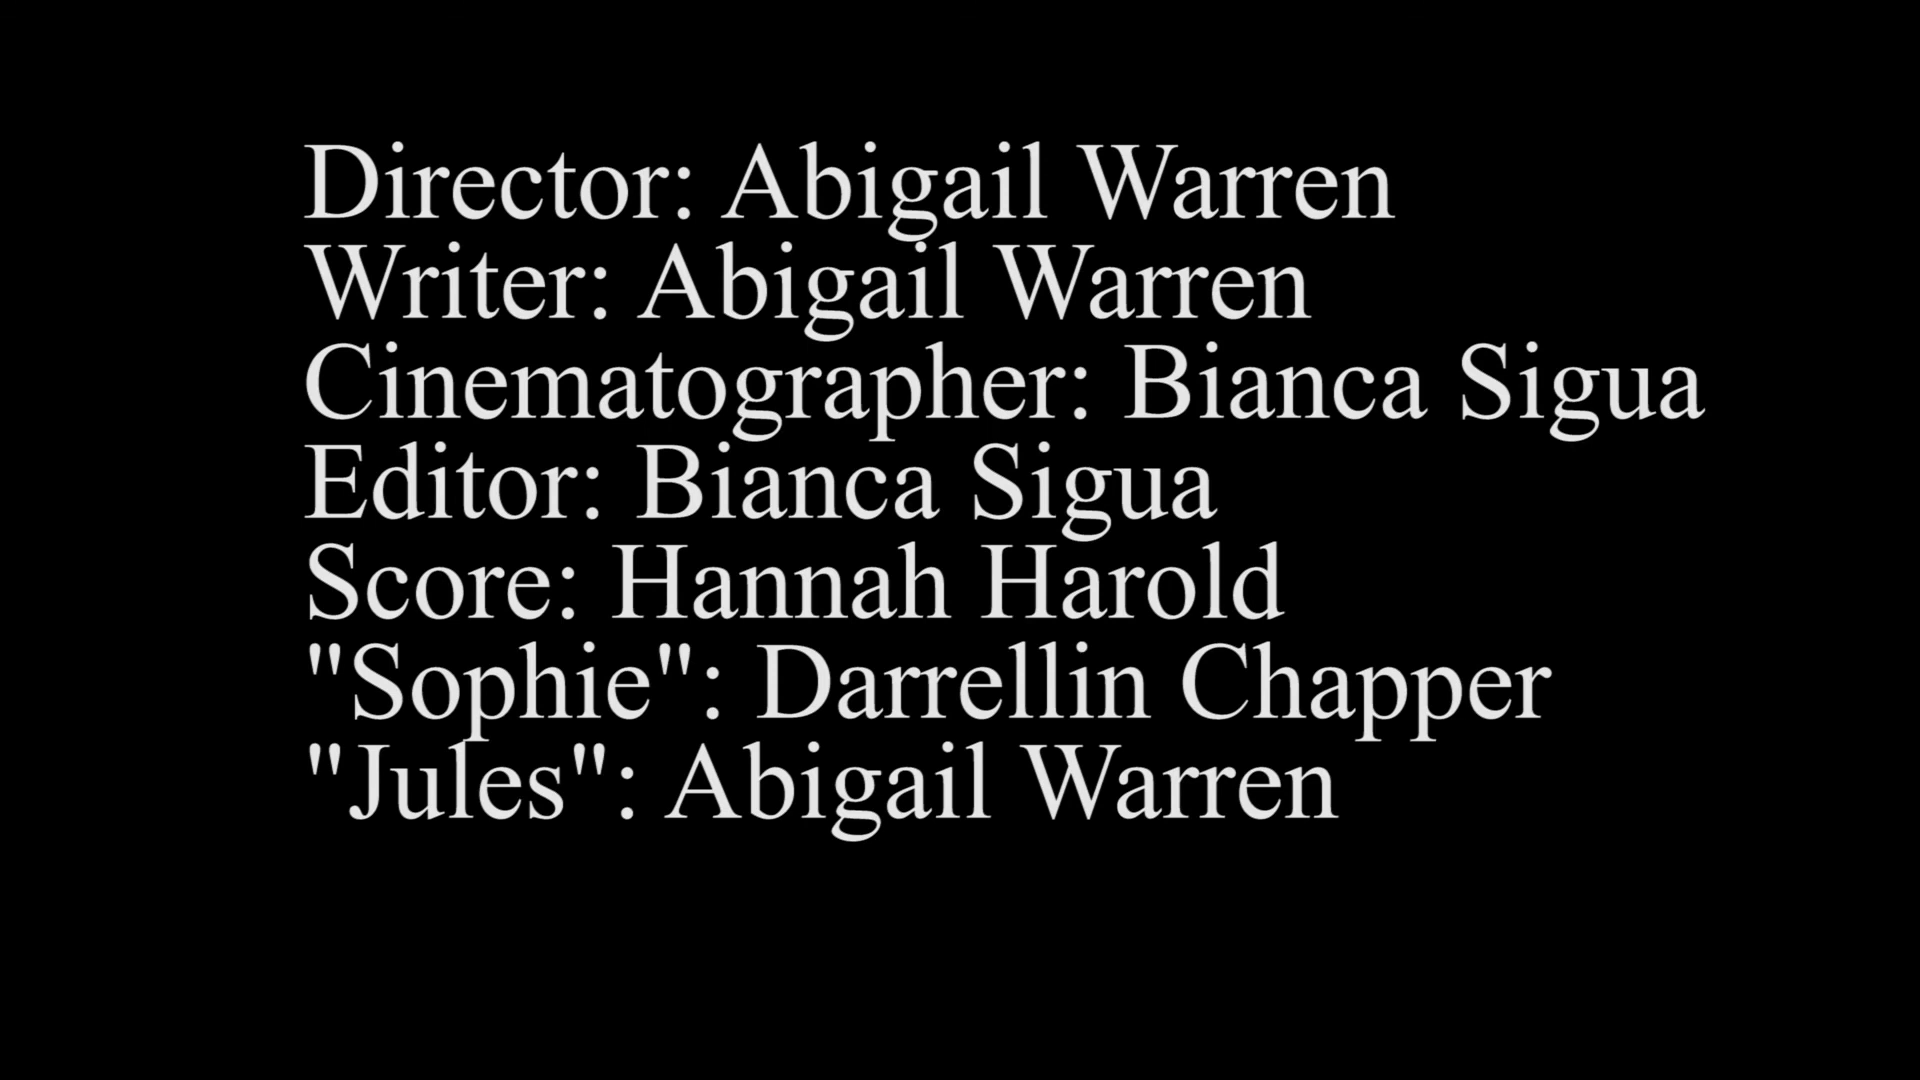 Director: Abigail Warren
Writer: Abigail Warren
Cinematographer: Bianca Sigua
Editor: Bianca Sigua
Score: Hannah Harold
"Sophie": Darrellin Chapper
"Jules": Abigail Warren